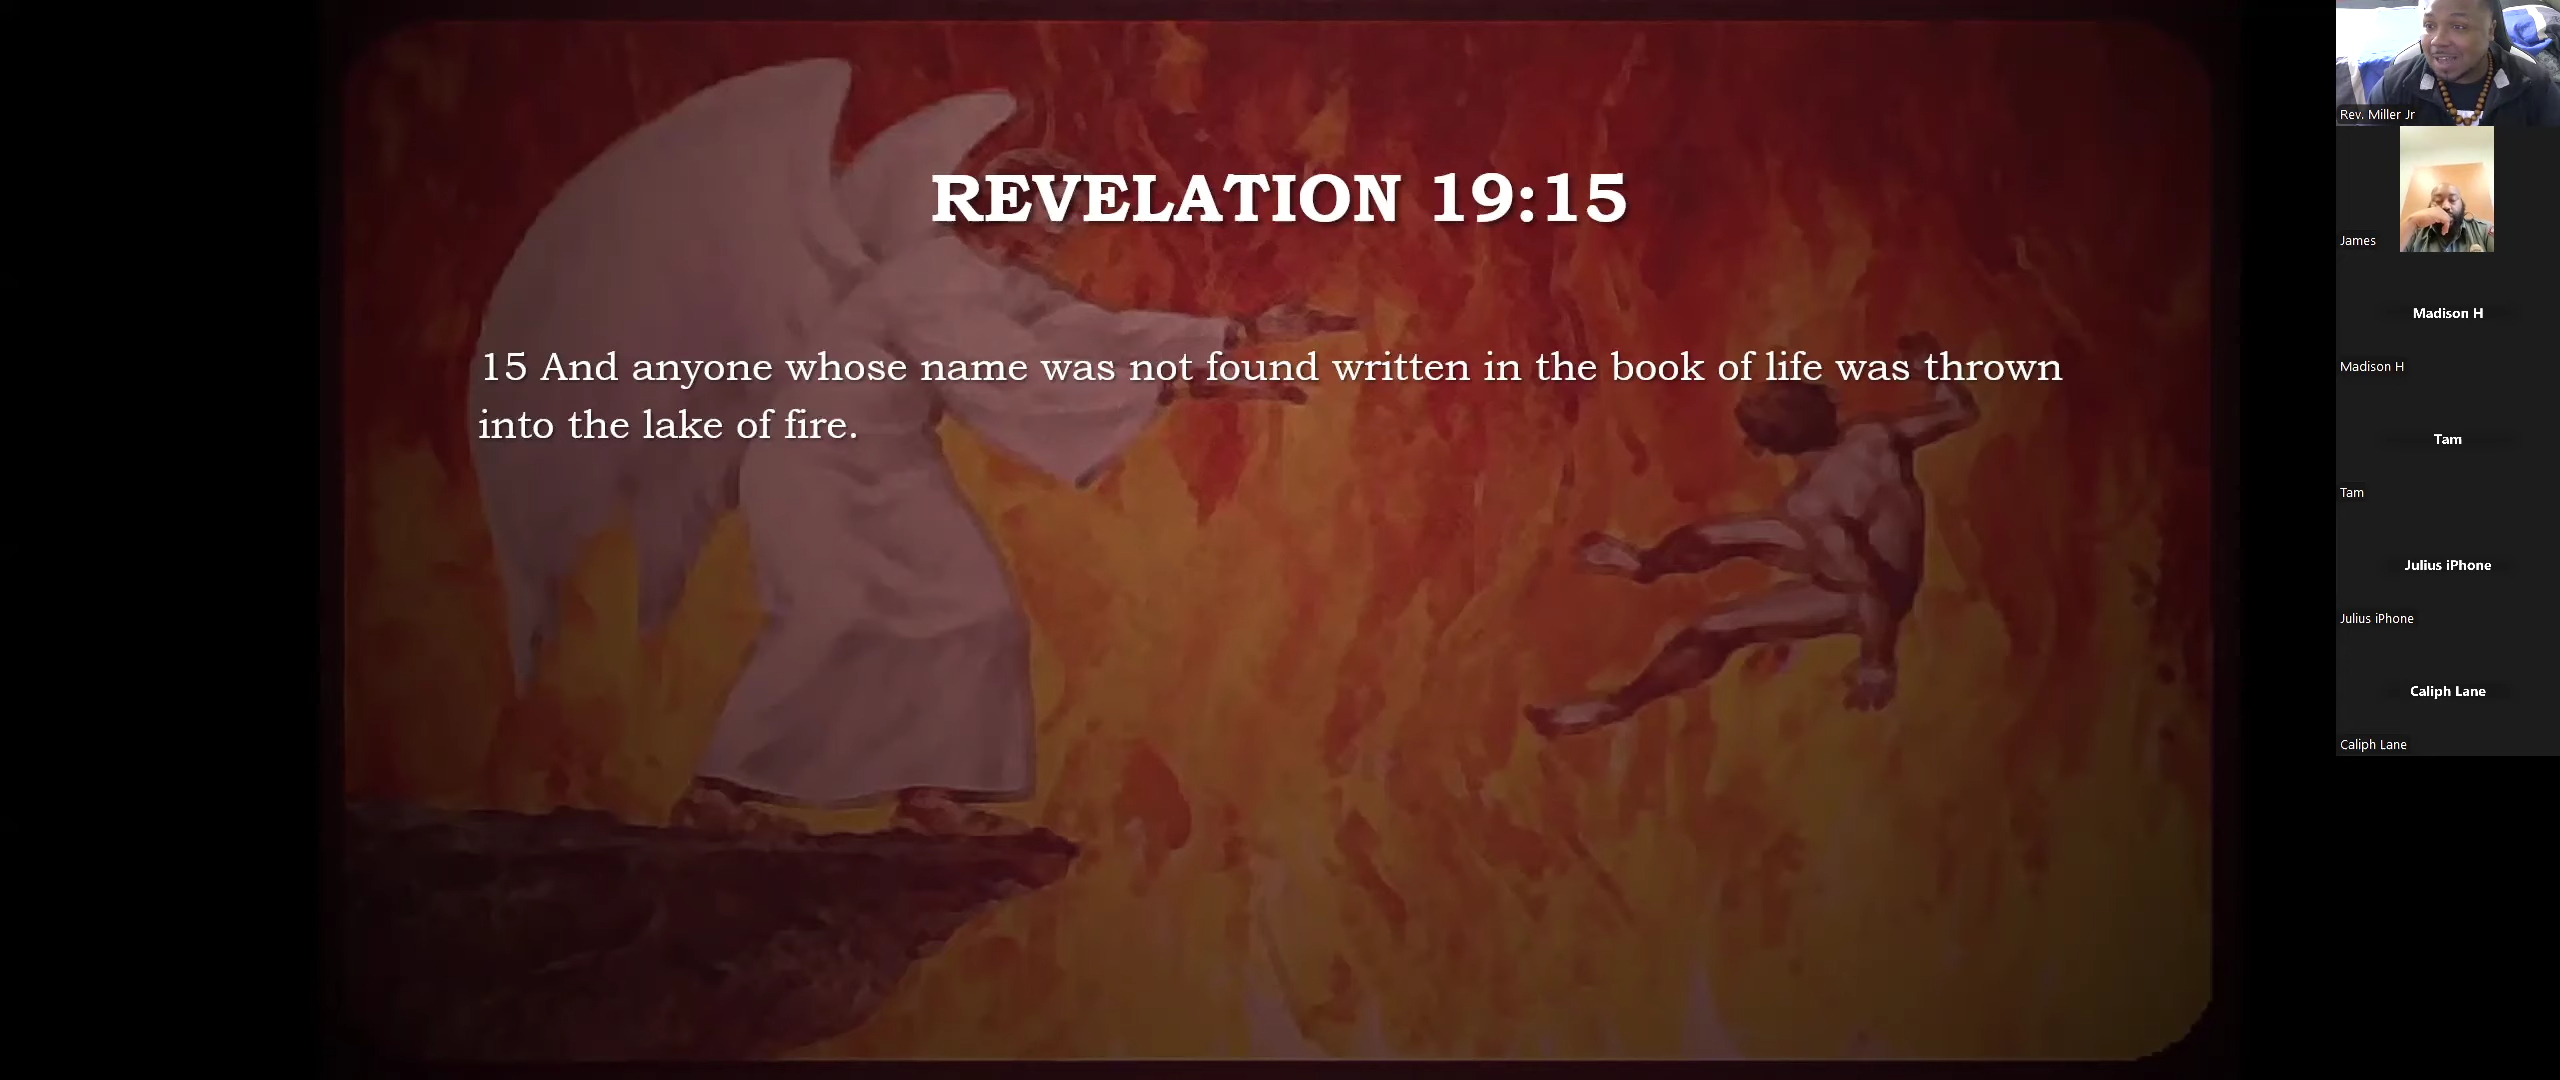 REVELATION 19:15
15 And anyone whose name was not found written in the book of life was thrown
into the lake of fire.
Rev. Miller Jr
James
Madison H
Madison H
Tam
Tam
Julius iPhone
Julius iPhone
Caliph Lane
Caliph Lane